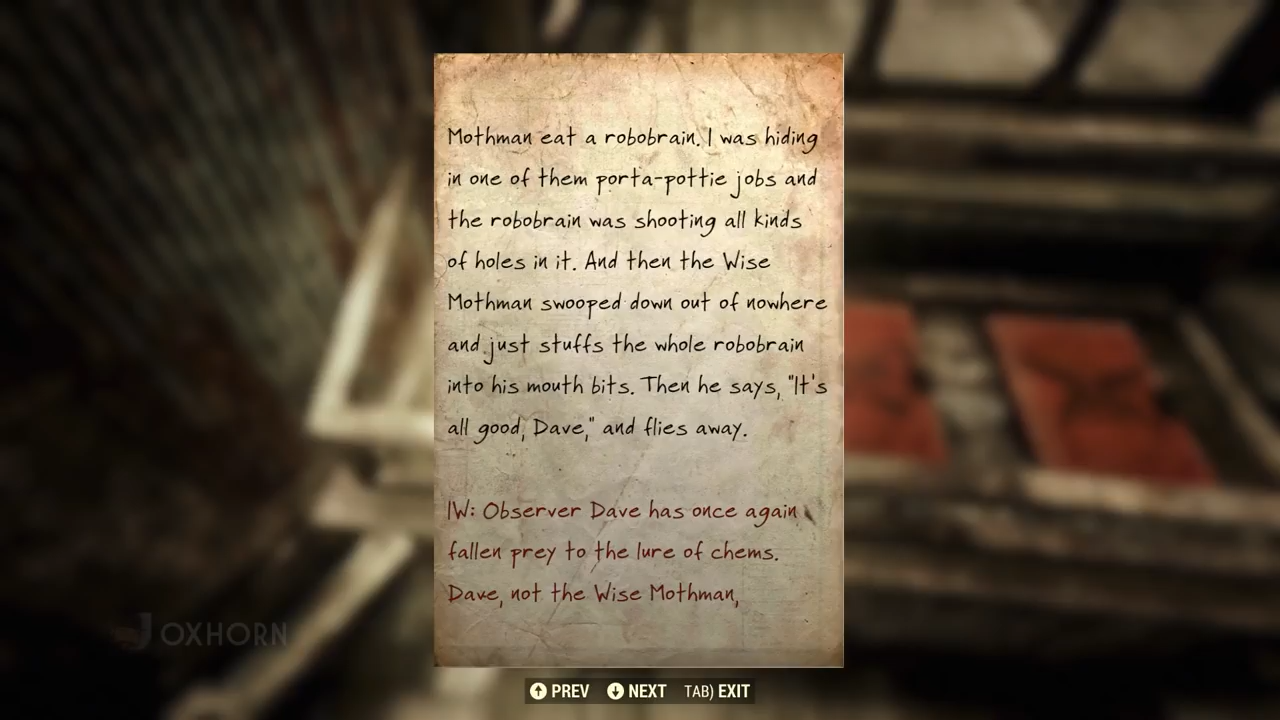 Mothman eat a robobrain. I was hiding
in one of them porta-pottie jobs and
the robobrain was shooting all kinds
of holes in it. And then the Wise
Mothman swooped down out of nowhere
and just stuffs the whole robobrain
into his mouth bits. Then he says, "It's
all good, Dave," and flies away.
IW: Observer Dave has once again
fallen prey to the lure of chems.
Dave, not the Wise Mothman,
OXHORN
PREV NEXT TAB) EXIT